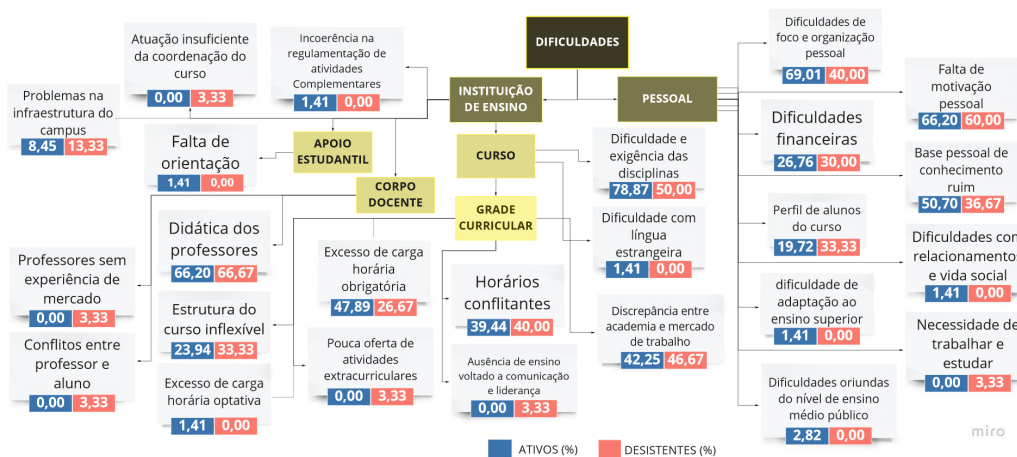 DIFICULDADES
Atuação insuficiente
da coordenação do
curso
0,00 3,33
Incoerência na
regulamentação de
atividades
Complementares
1,41 0,00
Dificuldades de
foco e organização
pessoal
69,01 40,00
Problemas na
infraestrutura do
campus
8,45 13,33
INSTITUIÇÃO
DE ENSINO
PESSOAL
Falta de
motivação
pessoal
66,20 60,00
Falta de
orientação
1,41 0,00
APOIO
ESTUDANTIL
CURSO
Dificuldade e
exigência das
disciplinas
78,87 50,00
Dificuldades
financeiras
26,76 30,00
Base pessoal de
conhecimento
ruim
50,70 36,67
CORPO
DOCENTE
GRADE
CURRICULAR
Didática dos
professores
66,20 66,67
Excesso de carga
horária
obrigatória
47,89 26,67
Dificuldade com
língua
estrangeira
1,41 0,00
Perfil de alunos
do curso
19,72 33,33
Dificuldades com
relacionamentos
e vida social
1,41 0,00
Professores sem
experiência de
mercado
0,00 3,33
Estrutura do
curso inflexível
23,94 33,33
Horários
conflitantes
39,44 40,00
Discrepância entre
academia e mercado
de trabalho
42,25 46,67
dificuldade de
adaptação ao
ensino superior
1,41 0,00
Necessidade de
trabalhar e
estudar
0,00 3,33
Conflitos entre
professor e
aluno
0,00 3,33
Excesso de carga
horária optativa
1,41 0,00
Pouca oferta de
atividades
extracurriculares
0,00 3,33
Ausência de ensino
voltado a comunicação
e liderança
0,00 3,33
Dificuldades oriundas
do nível de ensino
médio público
2,82 0,00
miro
ATIVOS (%) DESISTENTES (%)